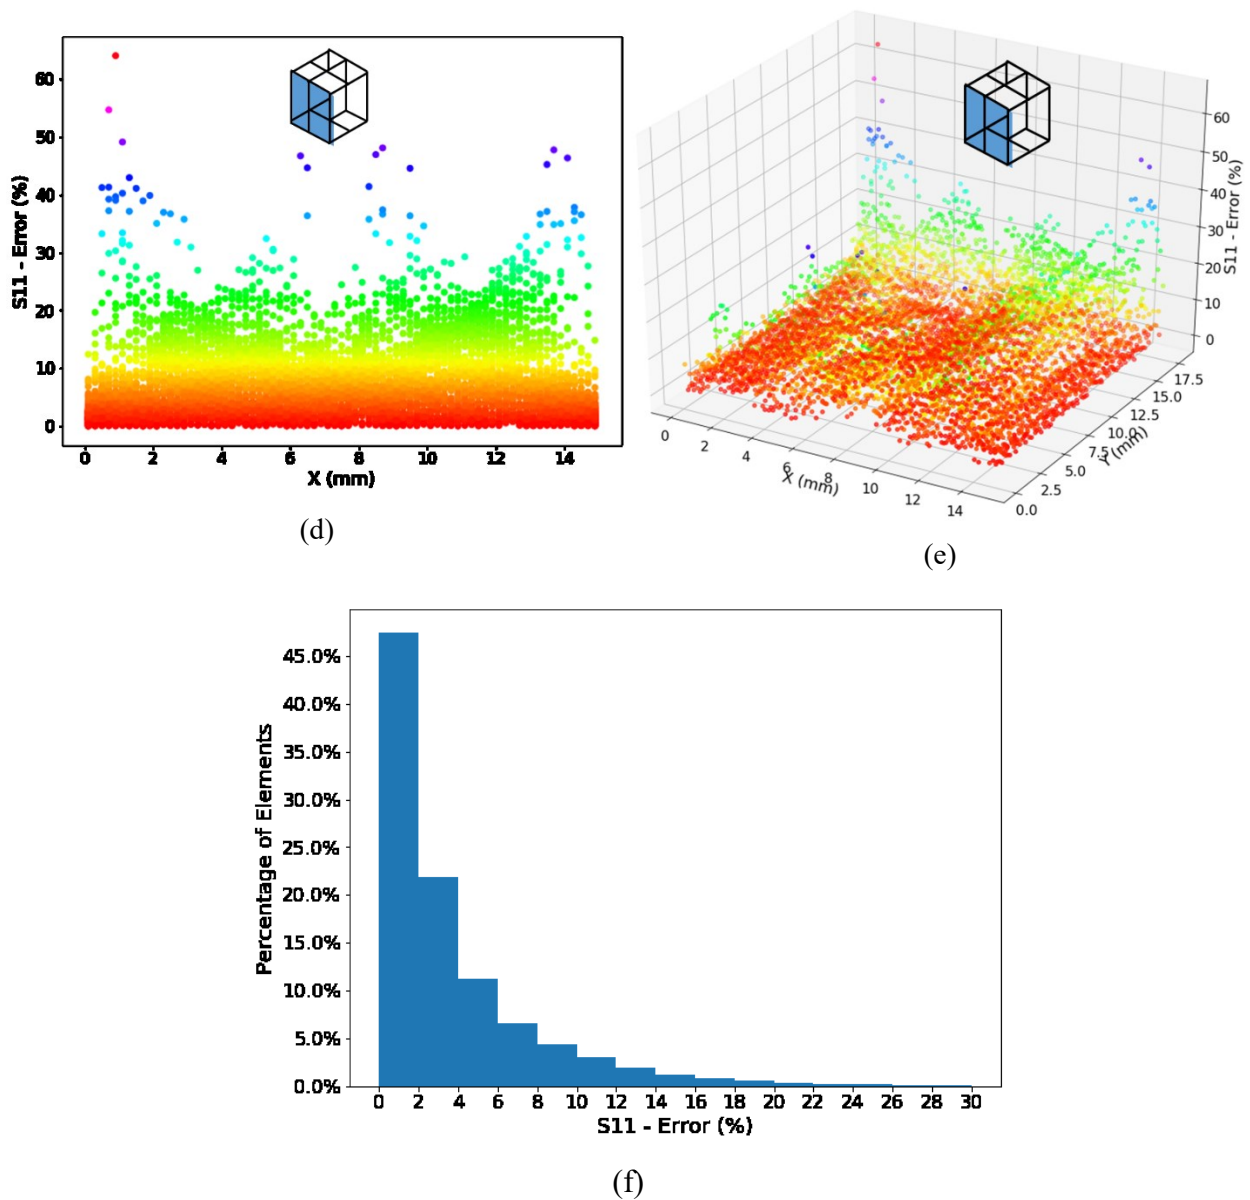 60
50
40
30
20
10
0
S11 - Error (%)
0 2 4 6 8 10 12 14
X (mm)
(d)
60
50
40
30
20
10
0
S11 - Error (%)
0 2 4 6 8 10 12 14
X (mm)
0.0 2.5 5.0 7.5 10.0 12.5 15.0 17.5
Y (mm)
(e)
45.0%
40.0%
35.0%
30.0%
25.0%
20.0%
15.0%
10.0%
5.0%
0.0%
Percentage of Elements
0 2 4 6 8 10 12 14 16 18 20 22 24 26 28 30
S11 - Error (%)
(f)